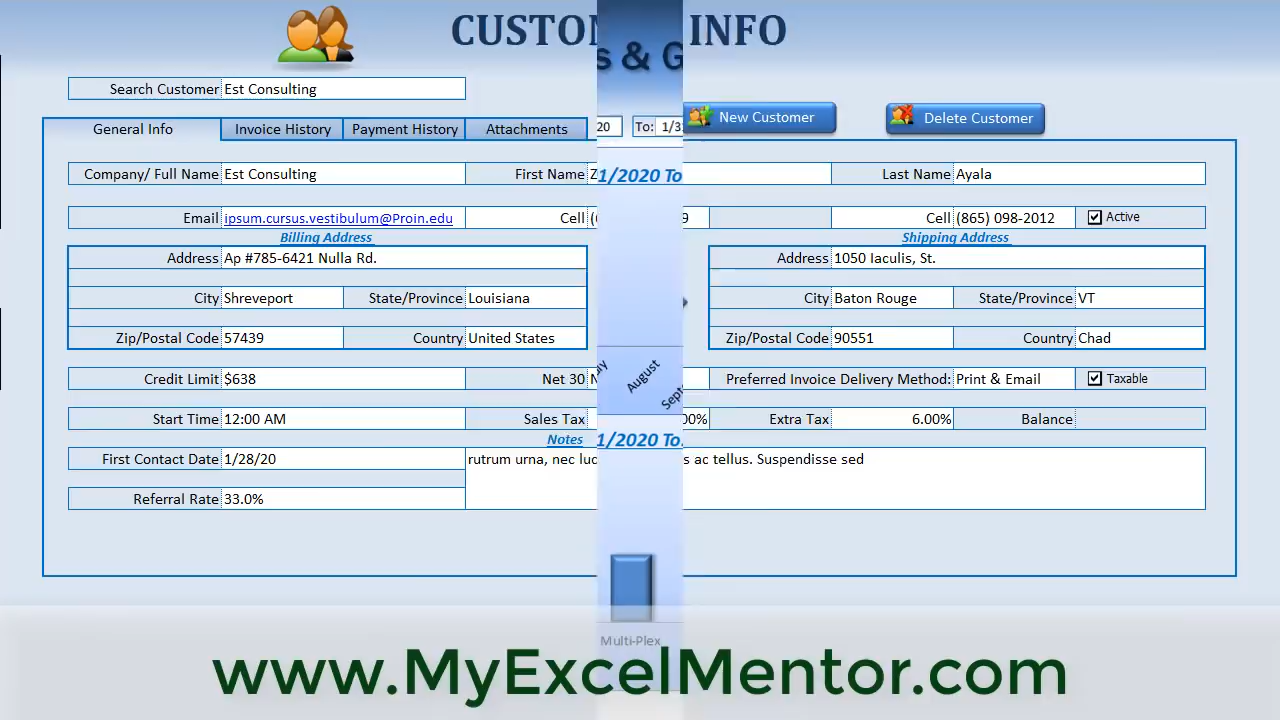 CUSTO INFO
s & G
Search Customer Est Consulting
New Customer
Delete Customer
General Info Invoice History Payment History Attachments
20 To: 1/3
Company/ Full Name Est Consulting First Name Z Last Name Ayala
1/2020 To
Email ipsum.cursus.vestibulum@Proin.edu Cell ( 9 Cell (865) 098-2012 Active
Billing Address Shipping Address
Address Ap #785-6421 Nulla Rd. Address 1050 Iaculis, St.
City Shreveport State/Province Louisiana City Baton Rouge State/Province VT
Zip/Postal Code 57439 Country United States Zip/Postal Code 90551 Country Chad
Credit Limit $638 Net 30 Preferred Invoice Delivery Method: Print & Email Taxable
August
Sept
Start Time 12:00 AM Sales Tax 00% Extra Tax 6.00% Balance
Notes
1/2020 To
First Contact Date 1/28/20 rutrum urna, nec luc s ac tellus. Suspendisse sed
Referral Rate 33.0%
Multi-Plex
www.MyExcelMentor.com